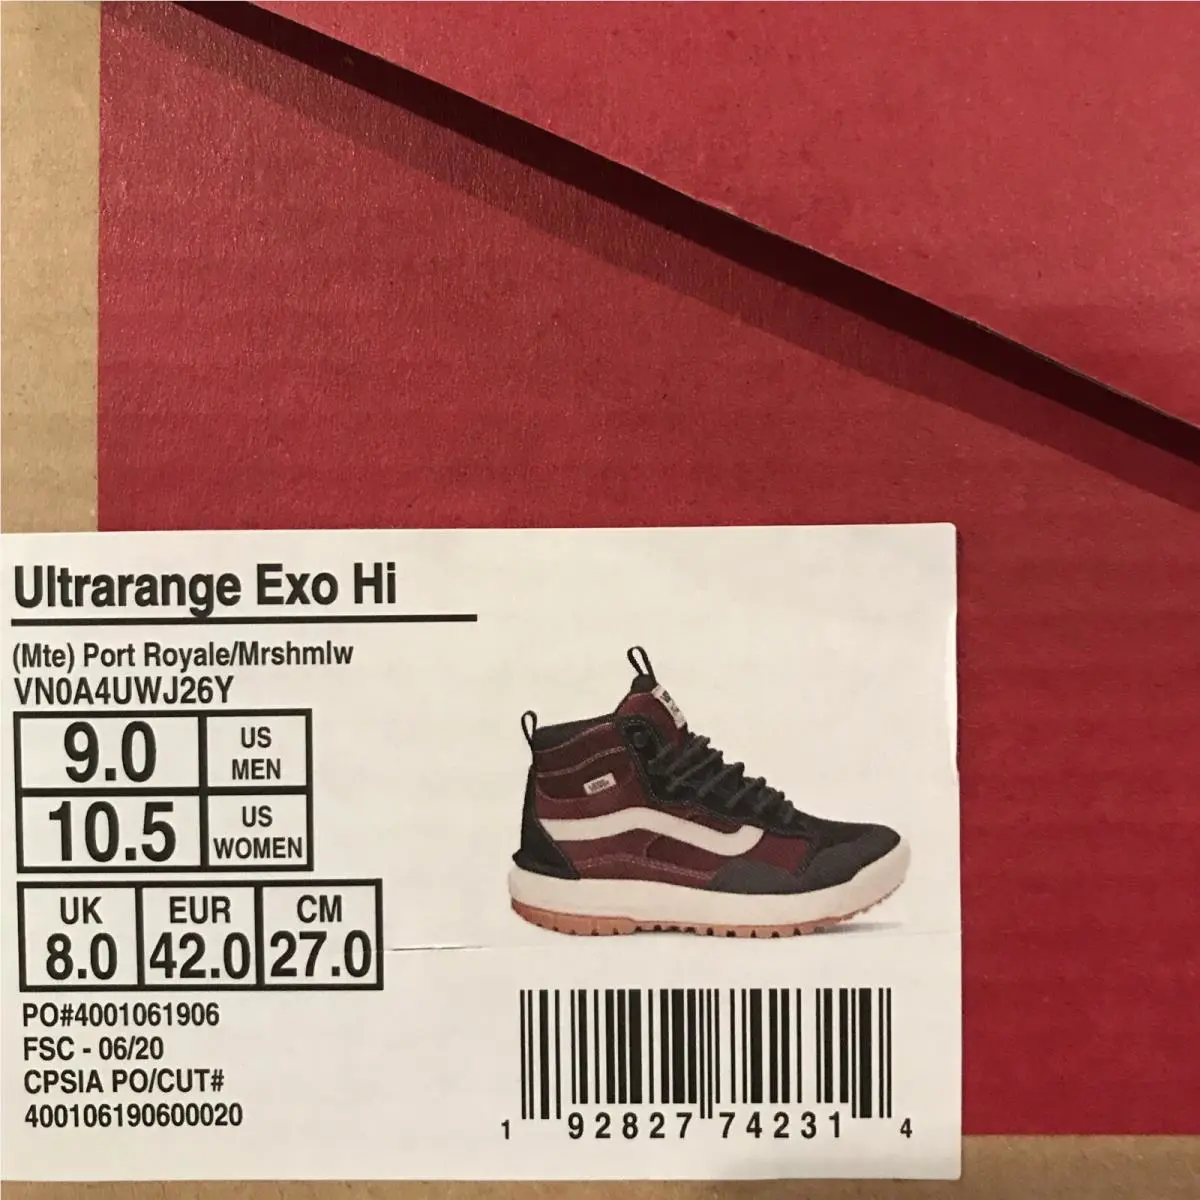 Ultrarange Exo Hi
(Mte) Port Royale/Mrshmlw
VN0A4UWJ26Y
9.0 US MEN
10.5 US WOMEN
UK EUR CM
8.0 42.0 27.0
PO#4001061906
FSC - 06/20
CPSIA PO/CUT#
400106190600020
1 92827 74231 4